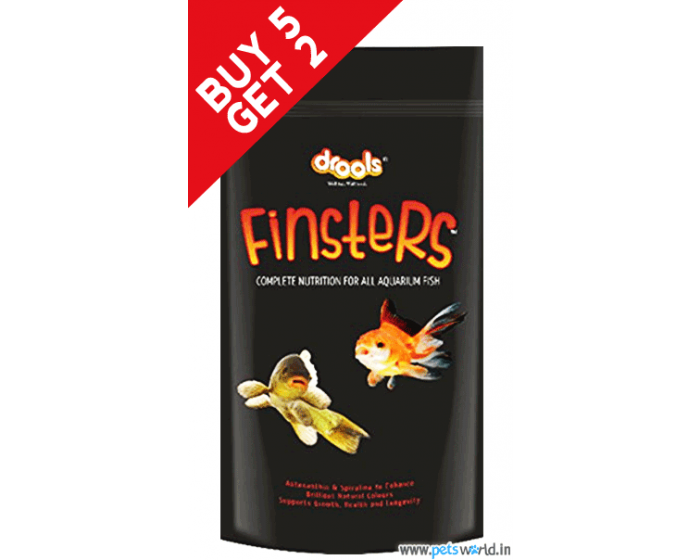 BUY 5
GET 2
drools®
FinsteRs™
COMPLETE NUTRITION FOR ALL AQUARIUM FISH
Astaxanthin & Spirulina to Enhance
Brilliant Natural Colours
Supports Growth, Health and Longevity
www.petsworld.in